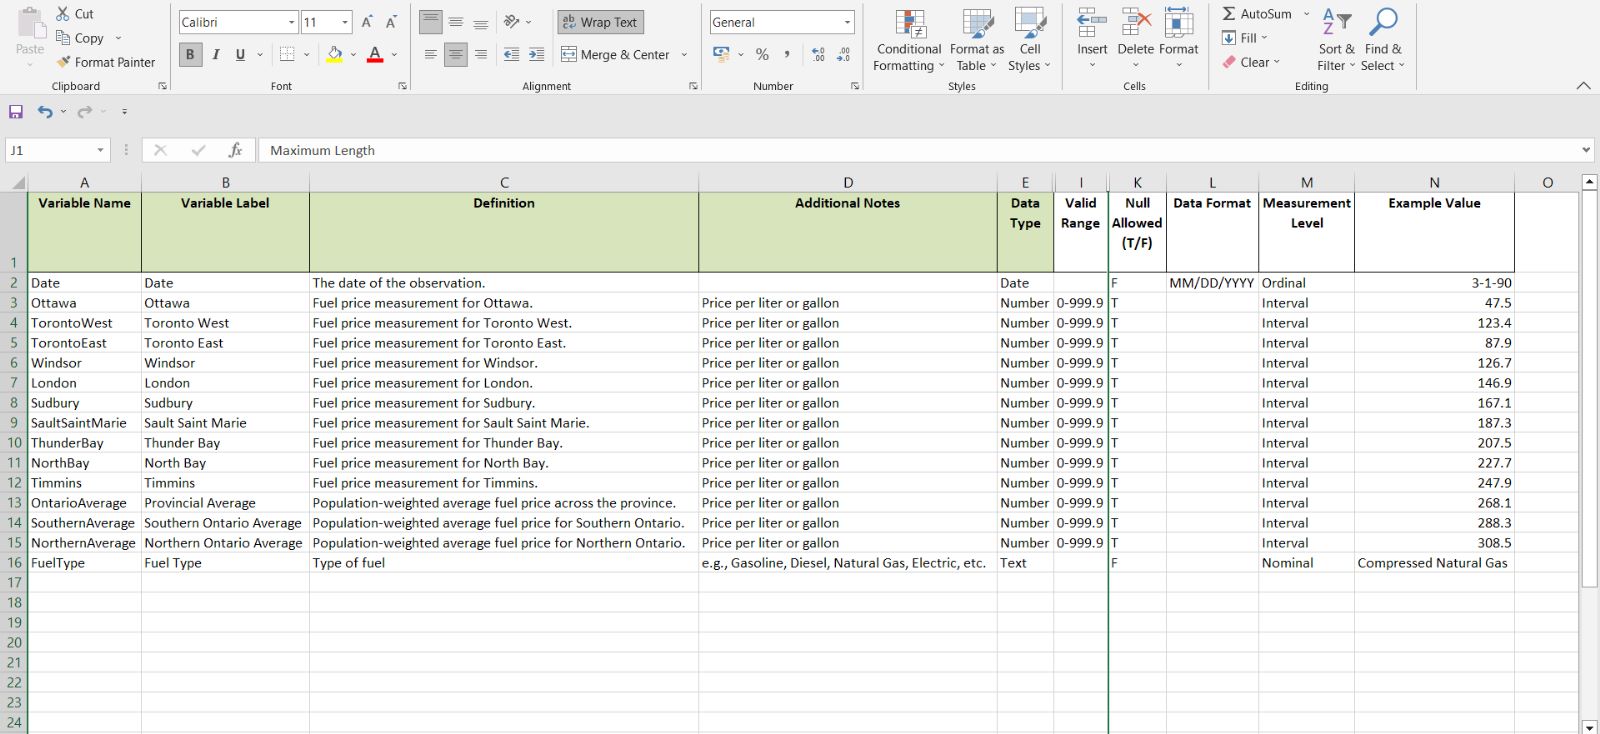 Paste
Cut
Copy
Format Painter
Clipboard
Calibri 11 A A
B I U A
Font
ab Wrap Text
Merge & Center
Alignment
General
% ,
Number
Conditional Formatting
Format as Table
Cell Styles
Styles
Insert Delete Format
Cells
AutoSum
Fill
Clear
Sort & Filter
Find & Select
Editing
J1 fx Maximum Length
A B C D E I K L M N O
1 Variable Name Variable Label Definition Additional Notes Data Type Valid Range Null Allowed (T/F) Data Format Measurement Level Example Value
2 Date Date The date of the observation. Date F MM/DD/YYYY Ordinal 3-1-90
3 Ottawa Ottawa Fuel price measurement for Ottawa. Price per liter or gallon Number 0-999.9 T Interval 47.5
4 TorontoWest Toronto West Fuel price measurement for Toronto West. Price per liter or gallon Number 0-999.9 T Interval 123.4
5 TorontoEast Toronto East Fuel price measurement for Toronto East. Price per liter or gallon Number 0-999.9 T Interval 87.9
6 Windsor Windsor Fuel price measurement for Windsor. Price per liter or gallon Number 0-999.9 T Interval 126.7
7 London London Fuel price measurement for London. Price per liter or gallon Number 0-999.9 T Interval 146.9
8 Sudbury Sudbury Fuel price measurement for Sudbury. Price per liter or gallon Number 0-999.9 T Interval 167.1
9 SaultSaintMarie Sault Saint Marie Fuel price measurement for Sault Saint Marie. Price per liter or gallon Number 0-999.9 T Interval 187.3
10 ThunderBay Thunder Bay Fuel price measurement for Thunder Bay. Price per liter or gallon Number 0-999.9 T Interval 207.5
11 NorthBay North Bay Fuel price measurement for North Bay. Price per liter or gallon Number 0-999.9 T Interval 227.7
12 Timmins Timmins Fuel price measurement for Timmins. Price per liter or gallon Number 0-999.9 T Interval 247.9
13 OntarioAverage Provincial Average Population-weighted average fuel price across the province. Price per liter or gallon Number 0-999.9 T Interval 268.1
14 SouthernAverage Southern Ontario Average Population-weighted average fuel price for Southern Ontario. Price per liter or gallon Number 0-999.9 T Interval 288.3
15 NorthernAverage Northern Ontario Average Population-weighted average fuel price for Northern Ontario. Price per liter or gallon Number 0-999.9 T Interval 308.5
16 FuelType Fuel Type Type of fuel e.g., Gasoline, Diesel, Natural Gas, Electric, etc. Text F Nominal Compressed Natural Gas
17
18
19
20
21
22
23
24